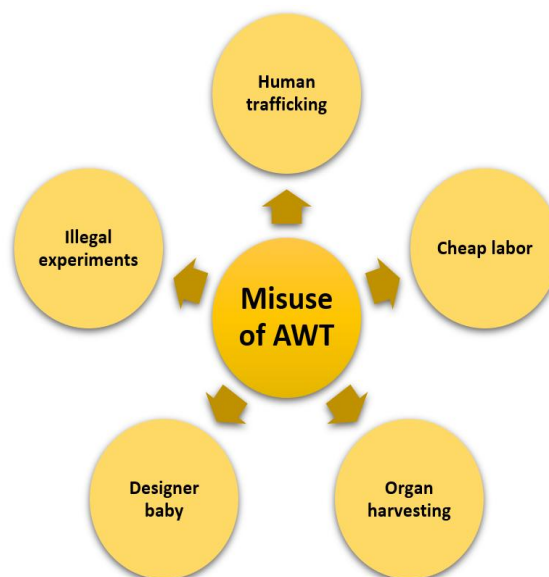 Human
trafficking
Illegal
experiments
Cheap labor
Misuse
of AWT
Designer
baby
Organ
harvesting